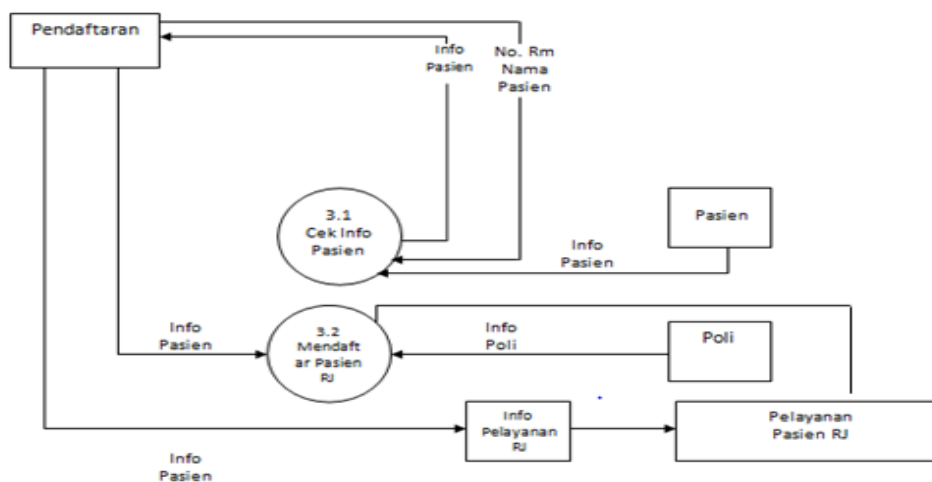 Pendaftaran
Info
Pasien
No. Rm
Nama
Pasien
3.1
Cek Info
Pasien
Pasien
Info
Pasien
3.2
Mendaft
ar Pasien
RJ
Info
Pasien
Info
Poli
Poli
Info
Pelayanan
RJ
Pelayanan
Pasien RJ
Info
Pasien